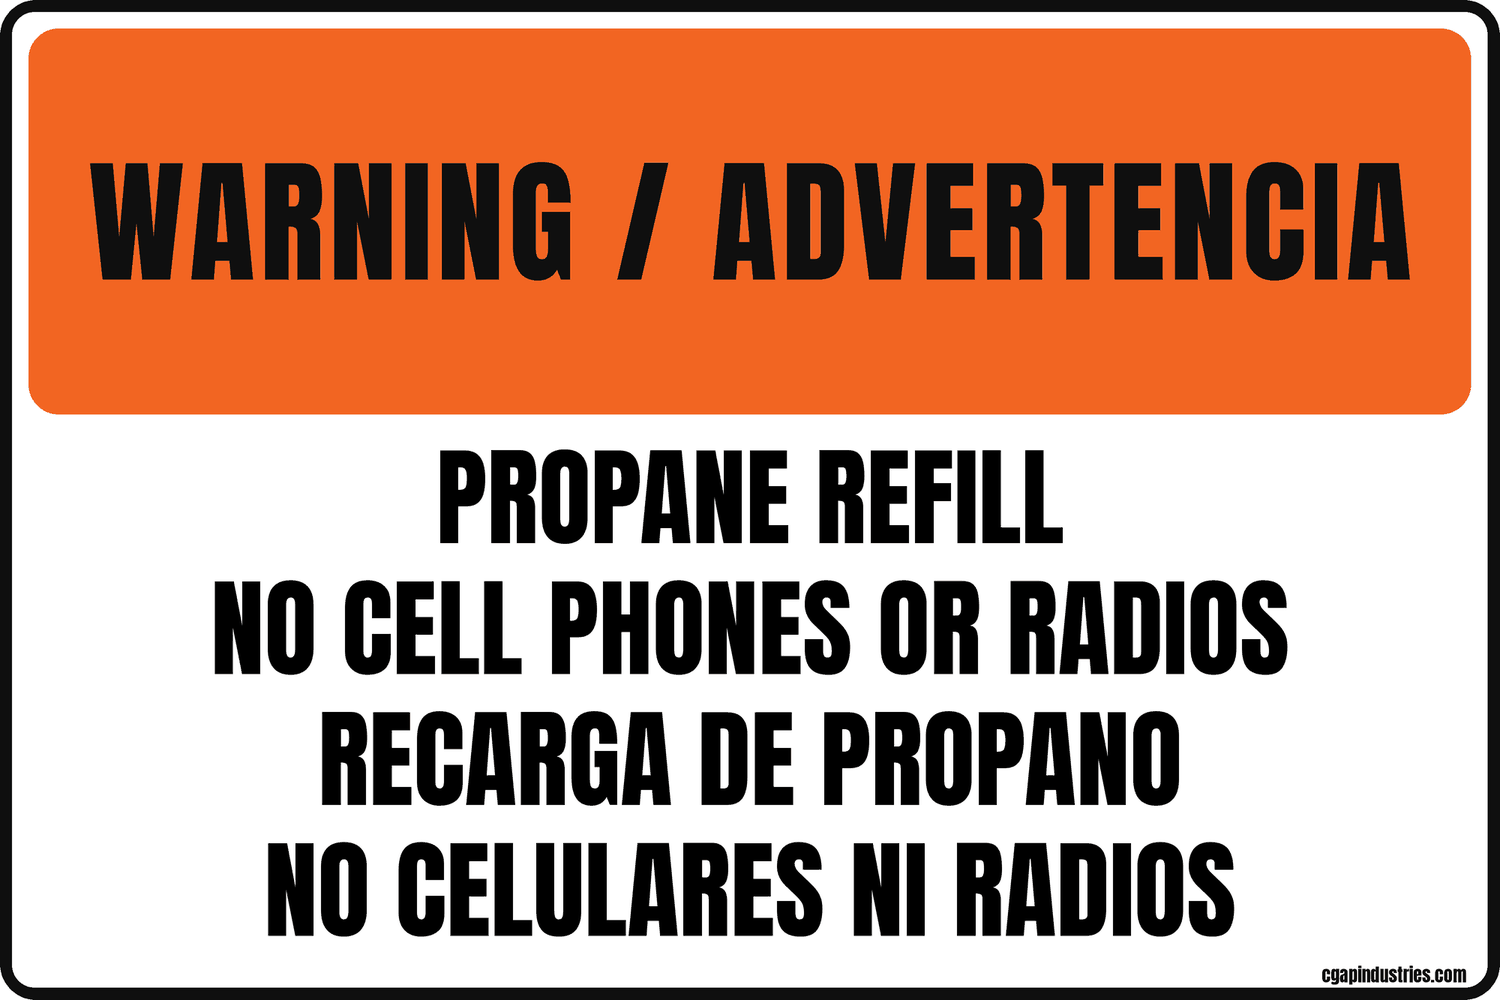 WARNING / ADVERTENCIA
PROPANE REFILL
NO CELL PHONES OR RADIOS
RECARGA DE PROPANO
NO CELULARES NI RADIOS
cgapindustries.com